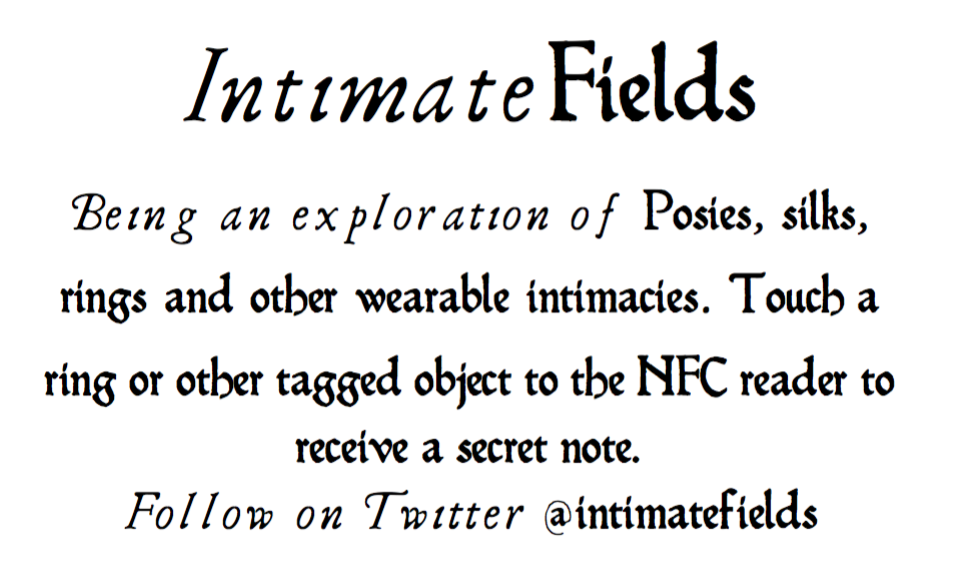 Intimate Fields
Being an exploration of Posies, silks,
rings and other wearable intimacies. Touch a
ring or other tagged object to the NFC reader to
receive a secret note.
Follow on Twitter @intimatefields